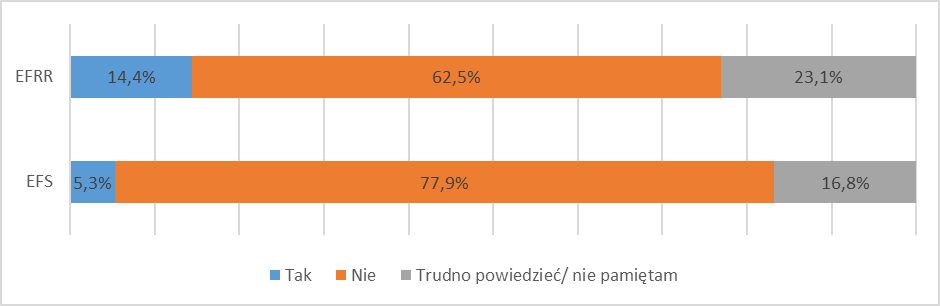 EFRR 14,4% 62,5% 23,1%
EFS 5,3% 77,9% 16,8%
Tak Nie Trudno powiedzieć/ nie pamiętam